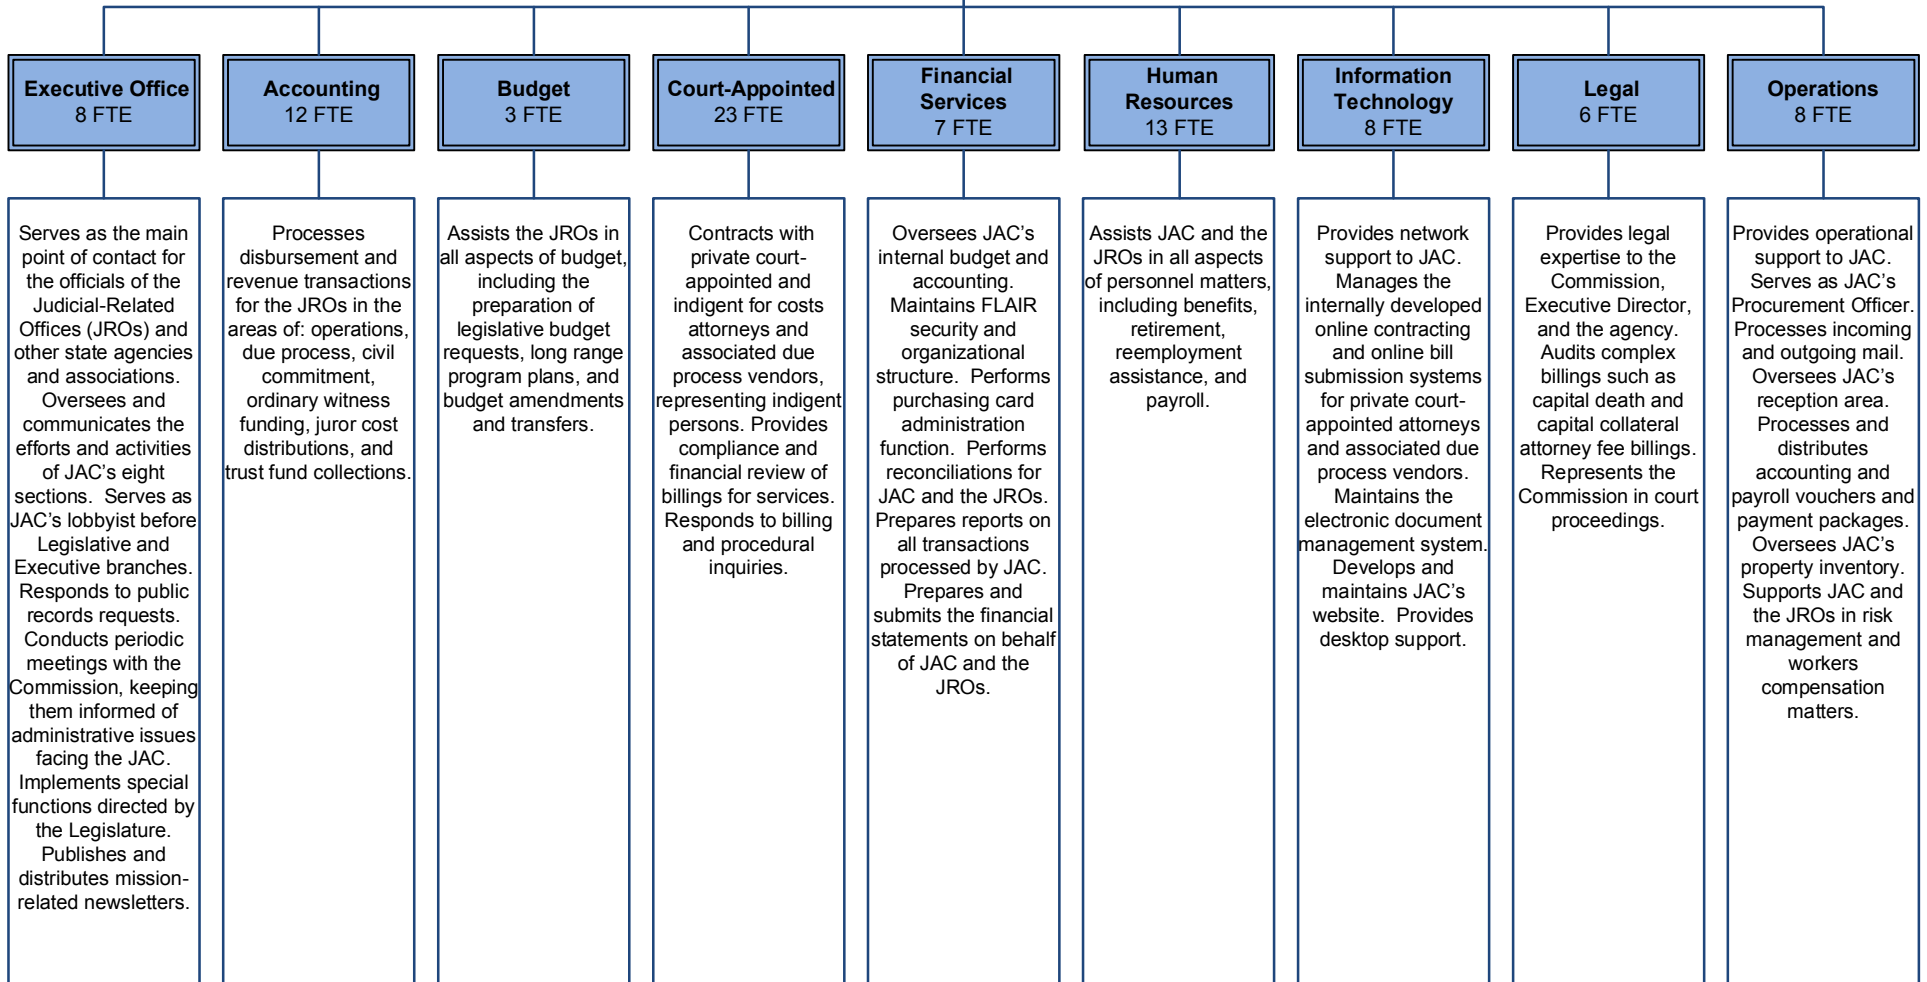 Executive Office
8 FTE
Accounting
12 FTE
Budget
3 FTE
Court-Appointed
23 FTE
Financial
Services
7 FTE
Human
Resources
13 FTE
Information
Technology
8 FTE
Legal
6 FTE
Operations
8 FTE
Serves as the main
point of contact for
the officials of the
Judicial-Related
Offices (JROs) and
other state agencies
and associations.
Oversees and
communicates the
efforts and activities
of JAC's eight
sections.  Serves as
JAC's lobbyist before
Legislative and
Executive branches.
Responds to public
records requests.
Conducts periodic
meetings with the
Commission, keeping
them informed of
administrative issues
facing the JAC.
Implements special
functions directed by
the Legislature.
Publishes and
distributes mission-
related newsletters.
Processes
disbursement and
revenue transactions
for the JROs in the
areas of: operations,
due process, civil
commitment,
ordinary witness
funding, juror cost
distributions, and
trust fund collections.
Assists the JROs in
all aspects of budget,
including the
preparation of
legislative budget
requests, long range
program plans, and
budget amendments
and transfers.
Contracts with
private court-
appointed and
indigent for costs
attorneys and
associated due
process vendors,
representing indigent
persons. Provides
compliance and
financial review of
billings for services.
Responds to billing
and procedural
inquiries.
Oversees JAC's
internal budget and
accounting.
Maintains FLAIR
security and
organizational
structure.  Performs
purchasing card
administration
function.  Performs
reconciliations for
JAC and the JROs.
Prepares reports on
all transactions
processed by JAC.
Prepares and
submits the financial
statements on behalf
of JAC and the
JROs.
Assists JAC and the
JROs in all aspects
of personnel matters,
including benefits,
retirement,
reemployment
assistance, and
payroll.
Provides network
support to JAC.
Manages the
internally developed
online contracting
and online bill
submission systems
for private court-
appointed attorneys
and associated due
process vendors.
Maintains the
electronic document
management system.
Develops and
maintains JAC's
website.  Provides
desktop support.
Provides legal
expertise to the
Commission,
Executive Director,
and the agency.
Audits complex
billings such as
capital death and
capital collateral
attorney fee billings.
Represents the
Commission in court
proceedings.
Provides operational
support to JAC.
Serves as JAC's
Procurement Officer.
Processes incoming
and outgoing mail.
Oversees JAC's
reception area.
Processes and
distributes
accounting and
payroll vouchers and
payment packages.
Oversees JAC's
property inventory.
Supports JAC and
the JROs in risk
management and
workers
compensation
matters.